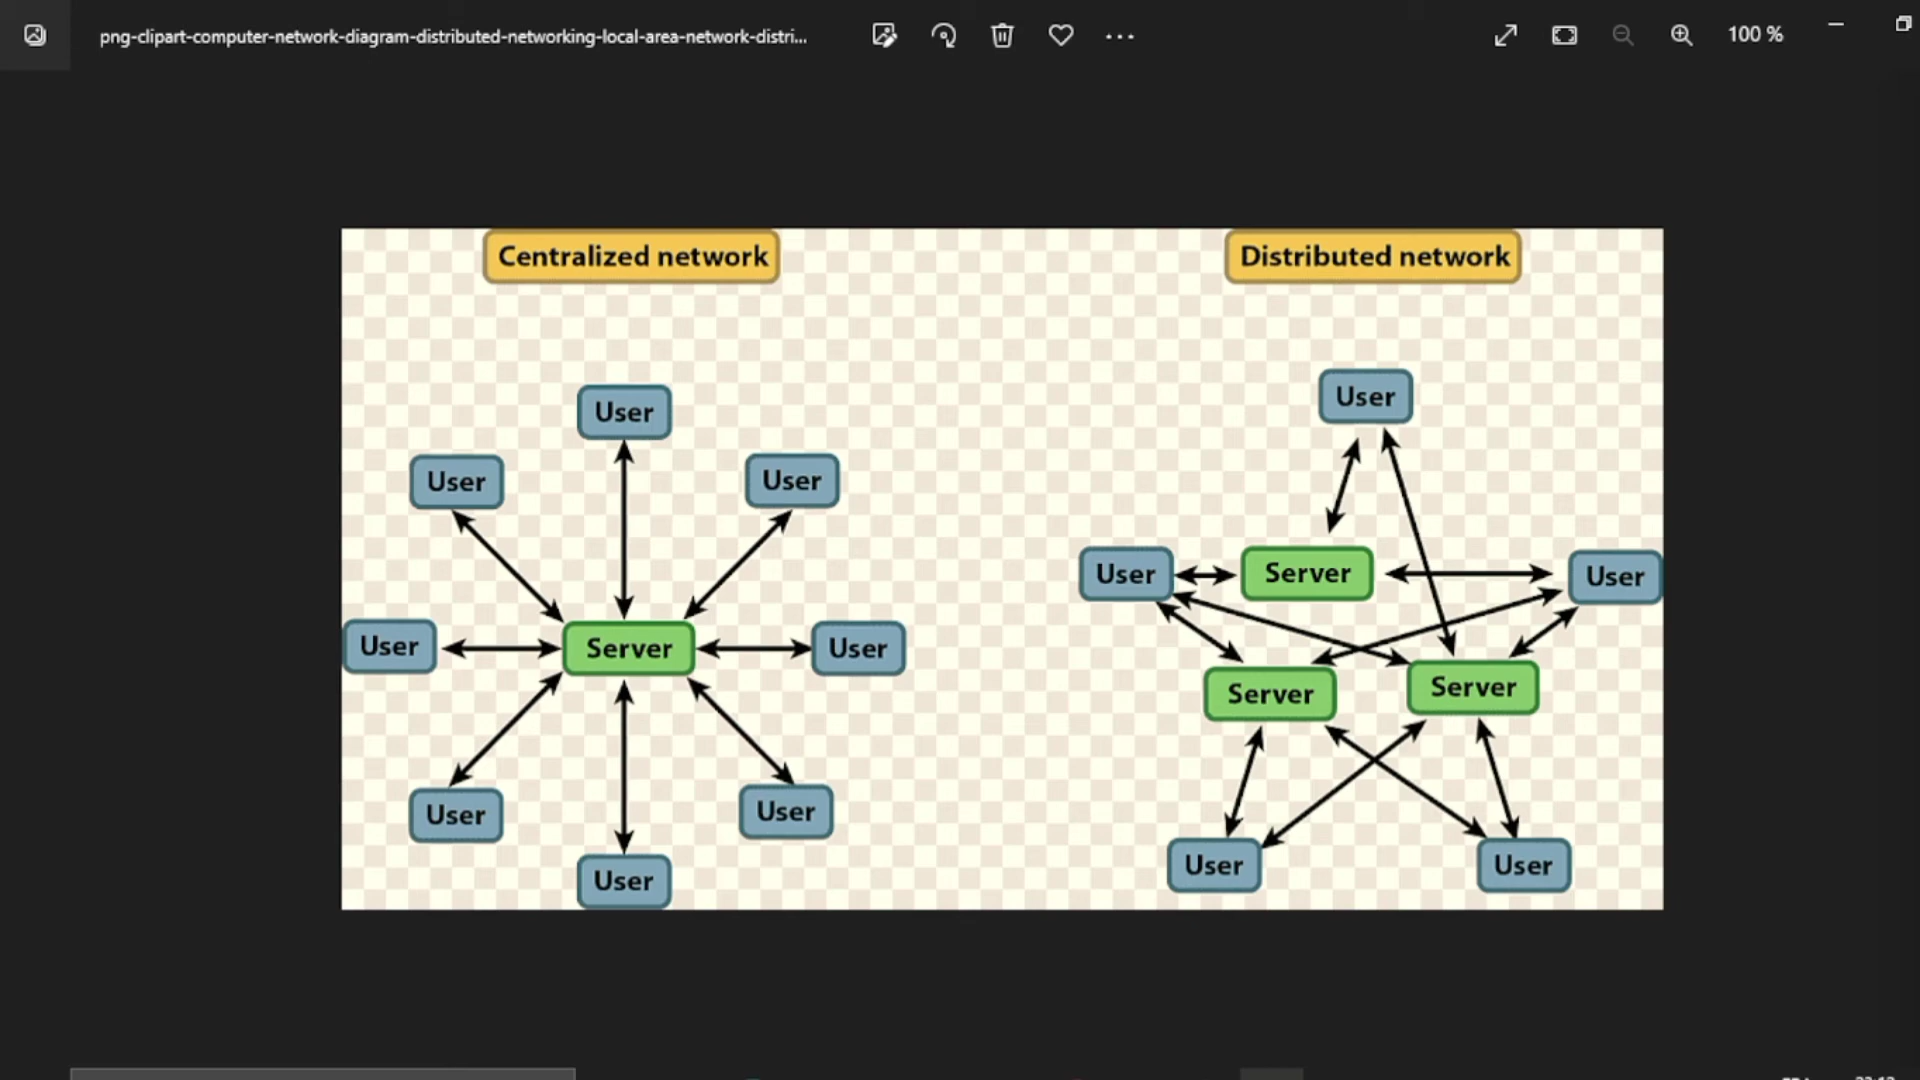 png-clipart-computer-network-diagram-distributed-networking-local-area-network-distri...
100 %
Centralized network
Distributed network
User
User
User
User
Server
User
User
User
User
User
User
Server
User
Server
Server
User
User